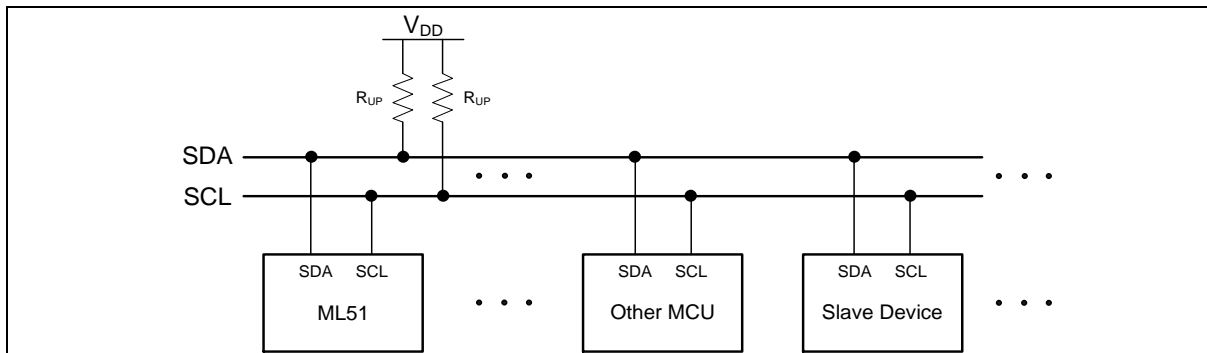 VDD
RUP RUP
SDA
SCL
SDA SCL SDA SCL SDA SCL
ML51 Other MCU Slave Device